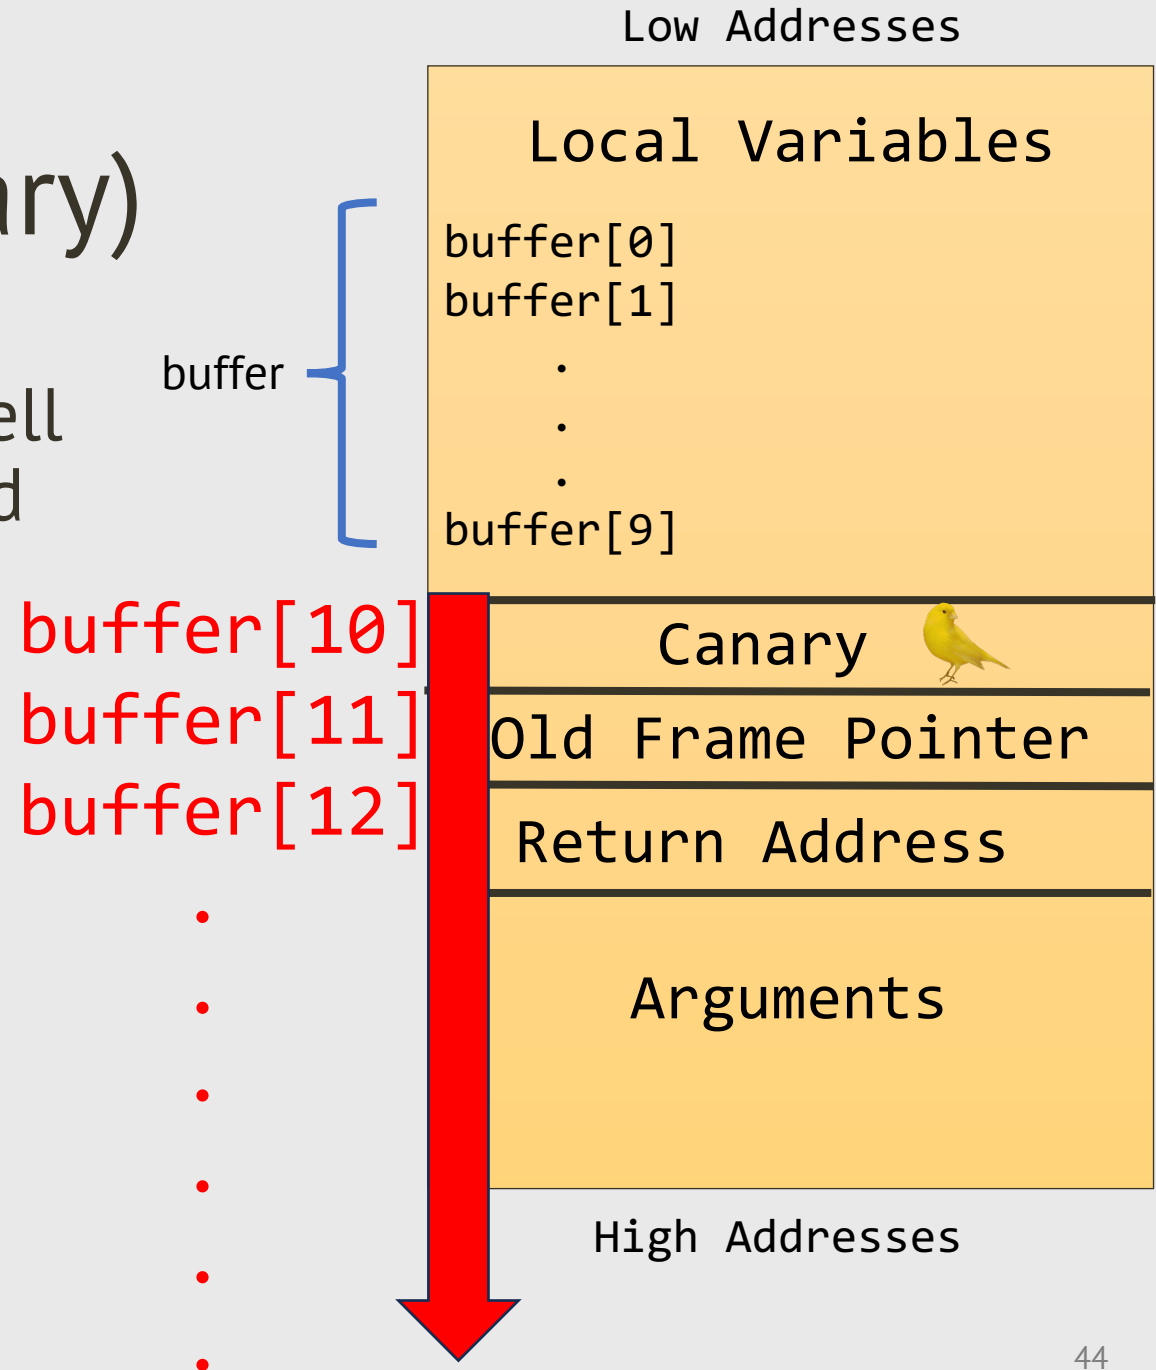 Low Addresses
ary)
Local Variables
buffer[0]
buffer[1]
.
.
.
buffer[9]
buffer
ell
d
buffer[10]
buffer[11]
buffer[12]
.
.
.
.
.
.
Canary
Old Frame Pointer
Return Address
Arguments
High Addresses
44